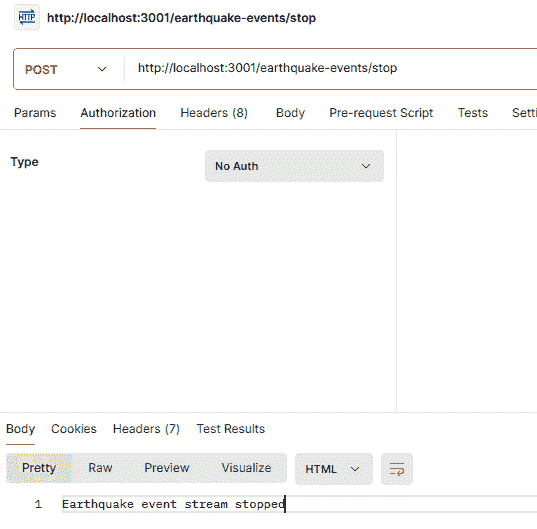 HTTP http://localhost:3001/earthquake-events/stop
POST http://localhost:3001/earthquake-events/stop
Params Authorization Headers (8) Body Pre-request Script Tests Setti
Type No Auth
Body Cookies Headers (7) Test Results
Pretty Raw Preview Visualize HTML
1 Earthquake event stream stopped